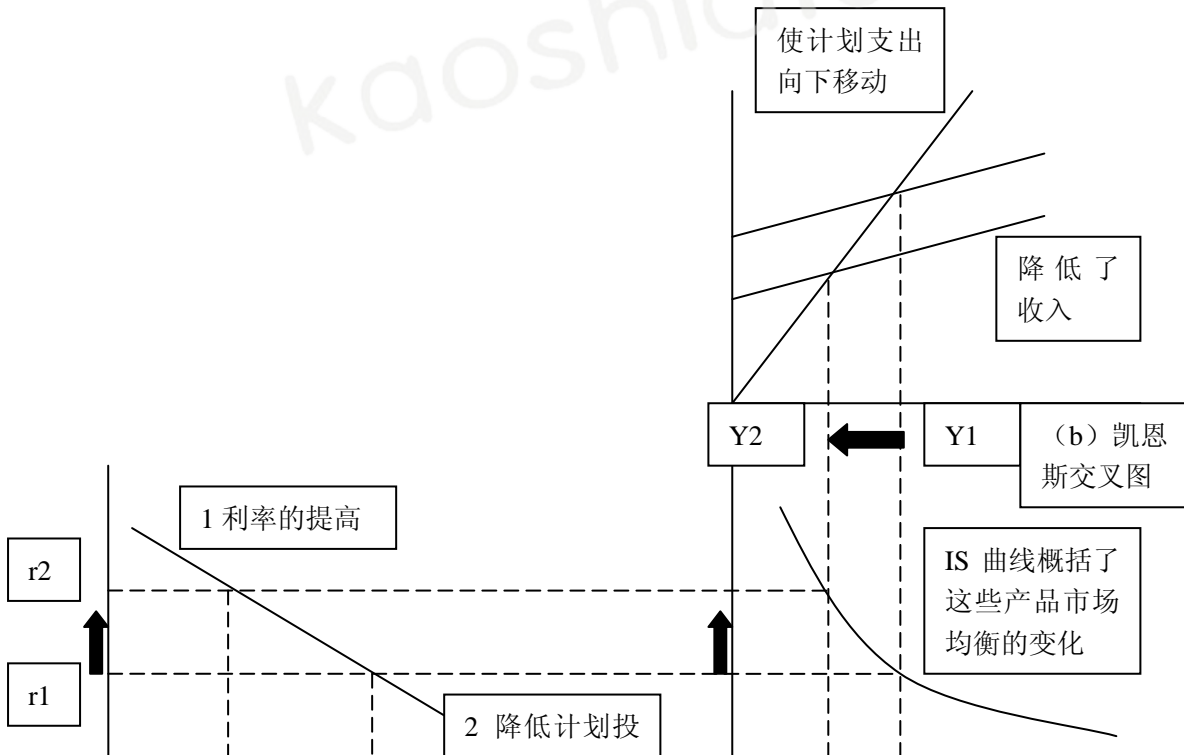 kaoshidian
使计划支出
向下移动
降低了
收入
Y2
Y1
（b）凯恩
斯交叉图
1 利率的提高
r2
IS 曲线概括了
这些产品市场
均衡的变化
r1
2 降低计划投